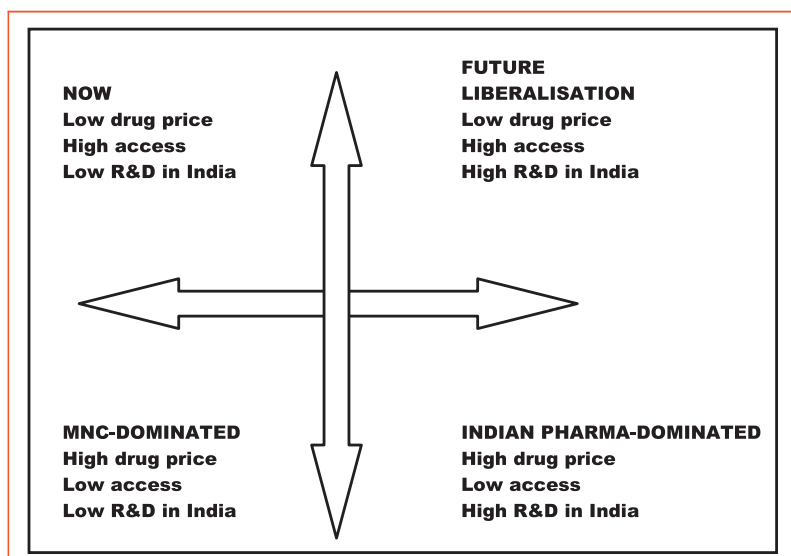 NOW
Low drug price
High access
Low R&D in India
FUTURE
LIBERALISATION
Low drug price
High access
High R&D in India
MNC-DOMINATED
High drug price
Low access
Low R&D in India
INDIAN PHARMA-DOMINATED
High drug price
Low access
High R&D in India